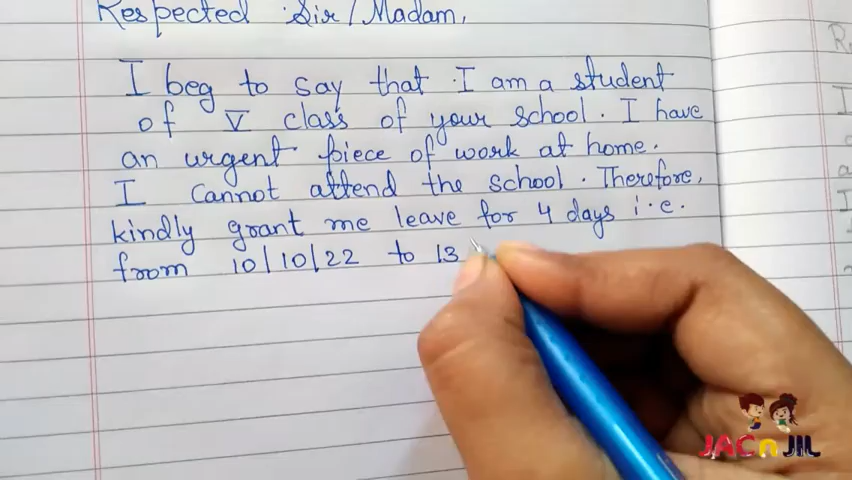 Respected Sir/Madam,
I beg to say that I am a student
of V class of your school. I have
an urgent piece of work at home.
I cannot attend the school. Therefore,
kindly grant me leave for 4 days i.e.
from 10/10/22 to 13
JAC n JIL